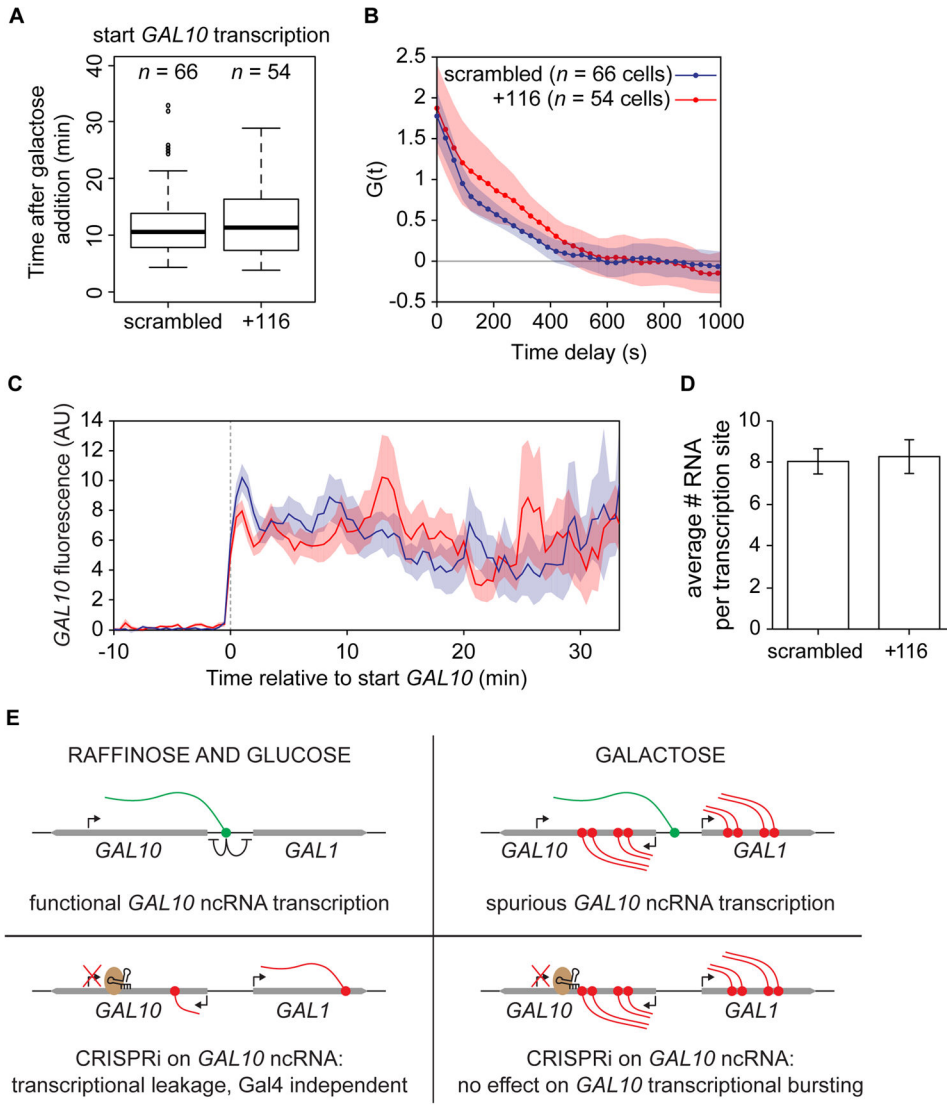 A
start GAL10 transcription
n = 66 n = 54
40
30
20
10
0
Time after galactose
addition (min)
scrambled +116
B
2.5
2
1.5
1
0.5
0
-0.5
G(t)
scrambled (n = 66 cells)
+116 (n = 54 cells)
0 200 400 600 800 1000
Time delay (s)
C
14
12
10
8
6
4
2
0
GAL10 fluorescence (AU)
-10 0 10 20 30
Time relative to start GAL10 (min)
D
10
8
6
4
2
0
average # RNA
per transcription site
scrambled +116
E
RAFFINOSE AND GLUCOSE
GAL10 GAL1
functional GAL10 ncRNA transcription
GALACTOSE
GAL10 GAL1
spurious GAL10 ncRNA transcription
GAL10 GAL1
CRISPRi on GAL10 ncRNA:
transcriptional leakage, Gal4 independent
GAL10 GAL1
CRISPRi on GAL10 ncRNA:
no effect on GAL10 transcriptional bursting